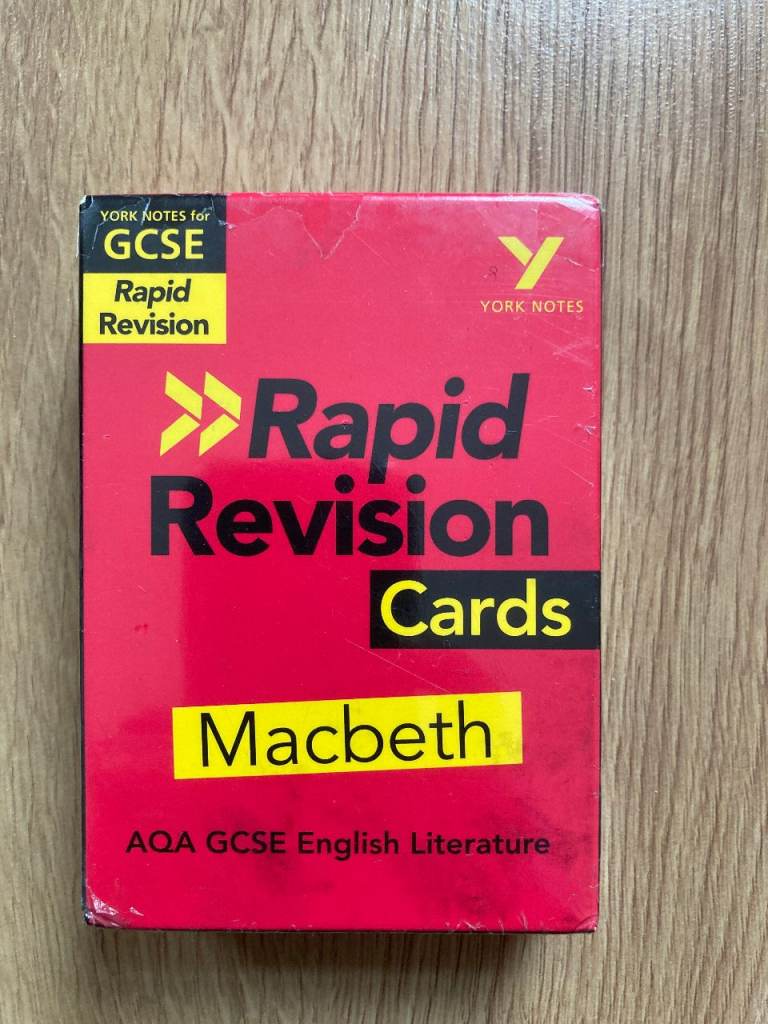 YORK NOTES for
GCSE
Rapid
Revision
YORK NOTES
Rapid
Revision
Cards
Macbeth
AQA GCSE English Literature